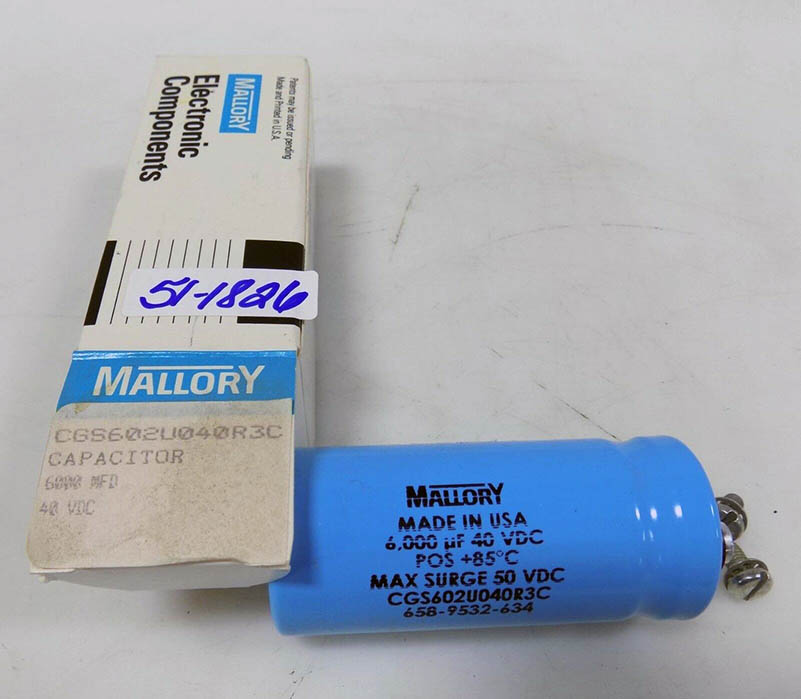 Patents may be issued or pending
Made and Printed in U.S.A.
MALLORY
Electronic
Components
51-1826
MALLORY
CGS602U040R3C
CAPACITOR
6000 MFD
40 VDC
MALLORY
MADE IN USA
6,000 µF 40 VDC
POS +85°C
MAX SURGE 50 VDC
CGS602U040R3C
658-9532-634